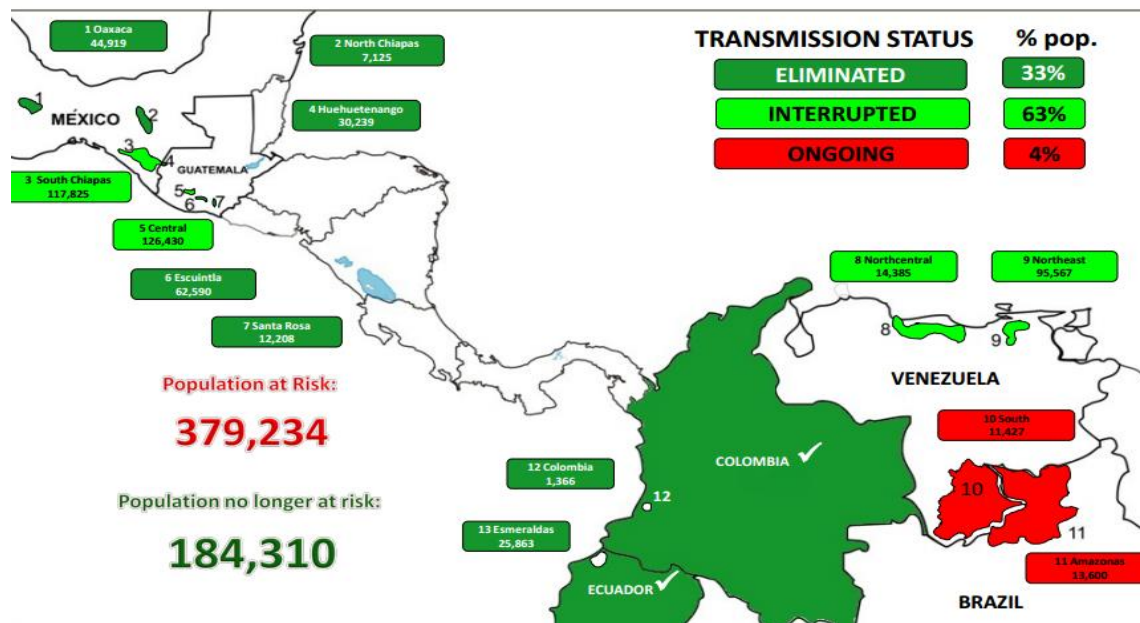 1 Oaxaca
44,919
2 North Chiapas
7,125
TRANSMISSION STATUS % pop.
ELIMINATED 33%
INTERRUPTED 63%
ONGOING 4%
4 Huehuetenango
30,239
1
MÉXICO
2
3
4
GUATEMALA
3 South Chiapas
117,825
5
6
7
5 Central
126,430
6 Escuintla
62,590
7 Santa Rosa
12,208
8 Northcentral
14,385
9 Northeast
95,567
8
9
VENEZUELA
Population at Risk:
379,234
10 South
11,427
COLOMBIA
12 Colombia
1,366
12
10
11
Population no longer at risk:
184,310
13 Esmeraldas
25,863
11 Amazonas
13,600
ECUADOR
BRAZIL